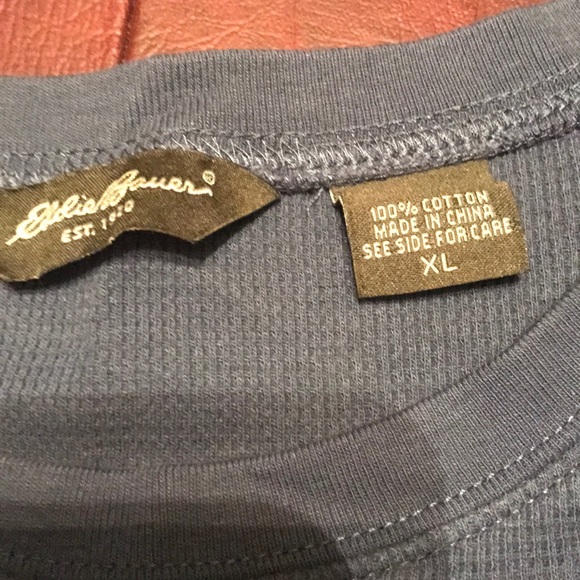 Eddie Bauer®
EST. 1920
100% COTTON
MADE IN CHINA
SEE SIDE FOR CARE
XL